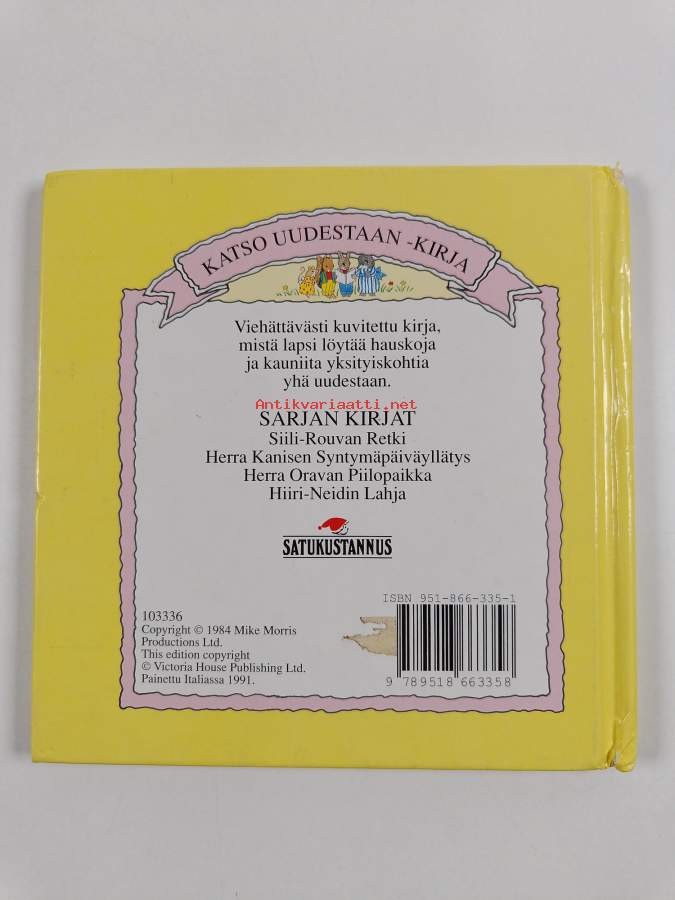 KATSO UUDESTAAN -KIRJA
Viehättävästi kuvitettu kirja,
mistä lapsi löytää hauskoja
ja kauniita yksityiskohtia
yhä uudestaan.
Antikvariaatti.net
SARJAN KIRJAT
Siili-Rouvan Retki
Herra Kanisen Syntymäpäiväyllätys
Herra Oravan Piilopaikka
Hiiri-Neidin Lahja
SATUKUSTANNUS
ISBN 951-866-335-1
103336
Copyright © 1984 Mike Morris
Productions Ltd.
This edition copyright
© Victoria House Publishing Ltd.
Painettu Italiassa 1991.
9 789518 663358